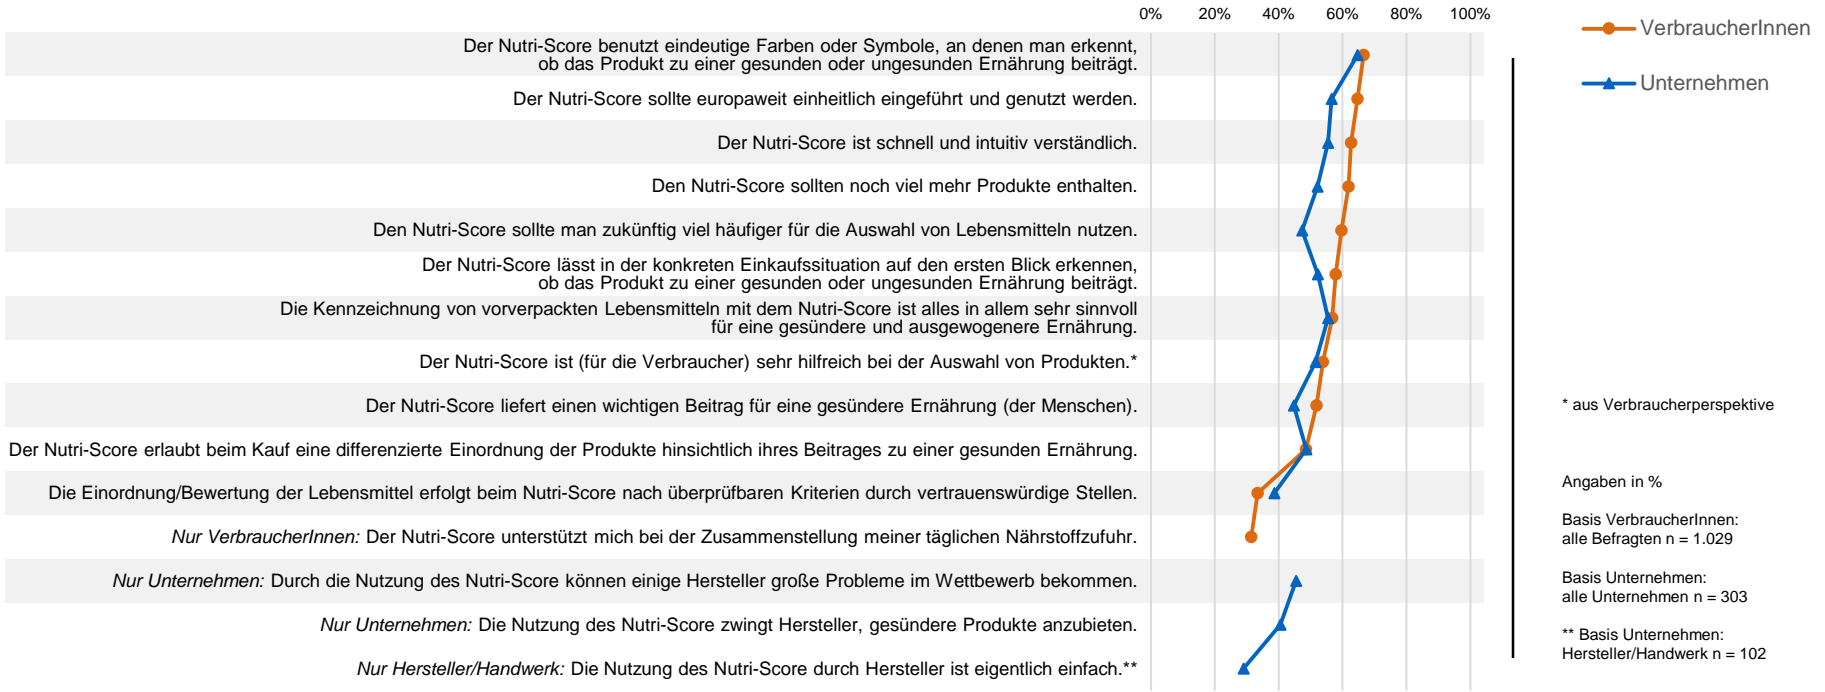 0% 20% 40% 60% 80% 100%
VerbraucherInnen
Unternehmen
Der Nutri-Score benutzt eindeutige Farben oder Symbole, an denen man erkennt,
ob das Produkt zu einer gesunden oder ungesunden Ernährung beiträgt.
Der Nutri-Score sollte europaweit einheitlich eingeführt und genutzt werden.
Der Nutri-Score ist schnell und intuitiv verständlich.
Den Nutri-Score sollten noch viel mehr Produkte enthalten.
Den Nutri-Score sollte man zukünftig viel häufiger für die Auswahl von Lebensmitteln nutzen.
Der Nutri-Score lässt in der konkreten Einkaufssituation auf den ersten Blick erkennen,
ob das Produkt zu einer gesunden oder ungesunden Ernährung beiträgt.
Die Kennzeichnung von vorverpackten Lebensmitteln mit dem Nutri-Score ist alles in allem sehr sinnvoll
für eine gesündere und ausgewogenere Ernährung.
Der Nutri-Score ist (für die Verbraucher) sehr hilfreich bei der Auswahl von Produkten.*
Der Nutri-Score liefert einen wichtigen Beitrag für eine gesündere Ernährung (der Menschen).
Der Nutri-Score erlaubt beim Kauf eine differenzierte Einordnung der Produkte hinsichtlich ihres Beitrages zu einer gesunden Ernährung.
Die Einordnung/Bewertung der Lebensmittel erfolgt beim Nutri-Score nach überprüfbaren Kriterien durch vertrauenswürdige Stellen.
Nur VerbraucherInnen: Der Nutri-Score unterstützt mich bei der Zusammenstellung meiner täglichen Nährstoffzufuhr.
Nur Unternehmen: Durch die Nutzung des Nutri-Score können einige Hersteller große Probleme im Wettbewerb bekommen.
Nur Unternehmen: Die Nutzung des Nutri-Score zwingt Hersteller, gesündere Produkte anzubieten.
Nur Hersteller/Handwerk: Die Nutzung des Nutri-Score durch Hersteller ist eigentlich einfach.**
* aus Verbraucherperspektive
Angaben in %
Basis VerbraucherInnen:
alle Befragten n = 1.029
Basis Unternehmen:
alle Unternehmen n = 303
** Basis Unternehmen:
Hersteller/Handwerk n = 102